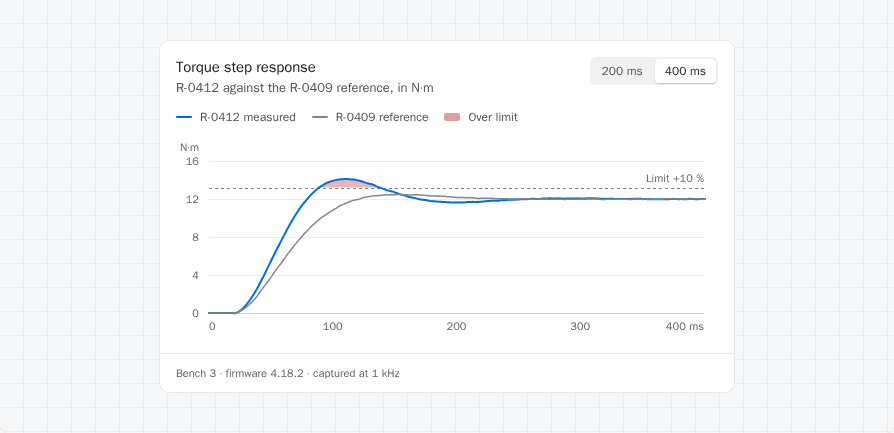 Torque step response
R-0412 against the R-0409 reference, in N·m
200 ms 400 ms
R-0412 measured R-0409 reference Over limit
N·m
16
Limit +10 %
12
8
4
0
0 100 200 300 400 ms
Bench 3 · firmware 4.18.2 · captured at 1 kHz